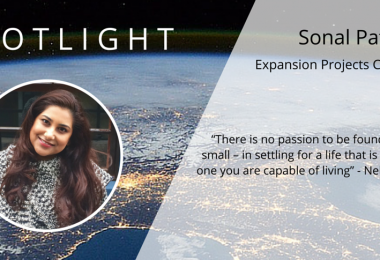 OTLIGHT
Sonal Pa
Expansion Projects C
“There is no passion to be found
small – in settling for a life that is
one you are capable of living” - Ne